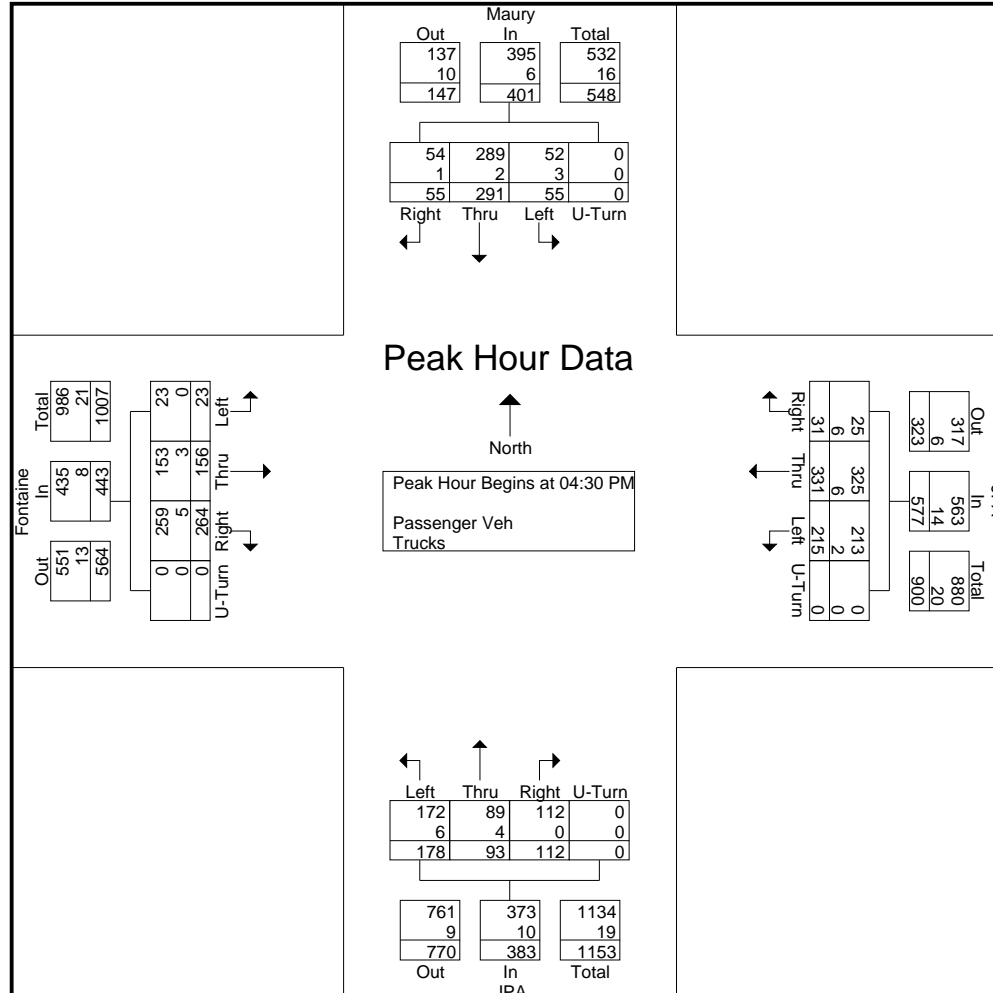 Maury
Out In Total
137 395 532
10 6 16
147 401 548
54 289 52 0
1 2 3 0
55 291 55 0
Right Thru Left U-Turn
Peak Hour Data
North
Peak Hour Begins at 04:30 PM
Passenger Veh
Trucks
Fontaine
Total In Out
986 435 551
21 8 13
1007 443 564
23 153 259 0
0 3 5 0
23 156 264 0
Left Thru Right U-Turn
Out In Total
317 563 880
6 14 20
323 577 900
25 325 213 0
6 6 2 0
31 331 215 0
Right Thru Left U-Turn
Left Thru Right U-Turn
172 89 112 0
6 4 0 0
178 93 112 0
761 373 1134
9 10 19
770 383 1153
Out In Total
JPA